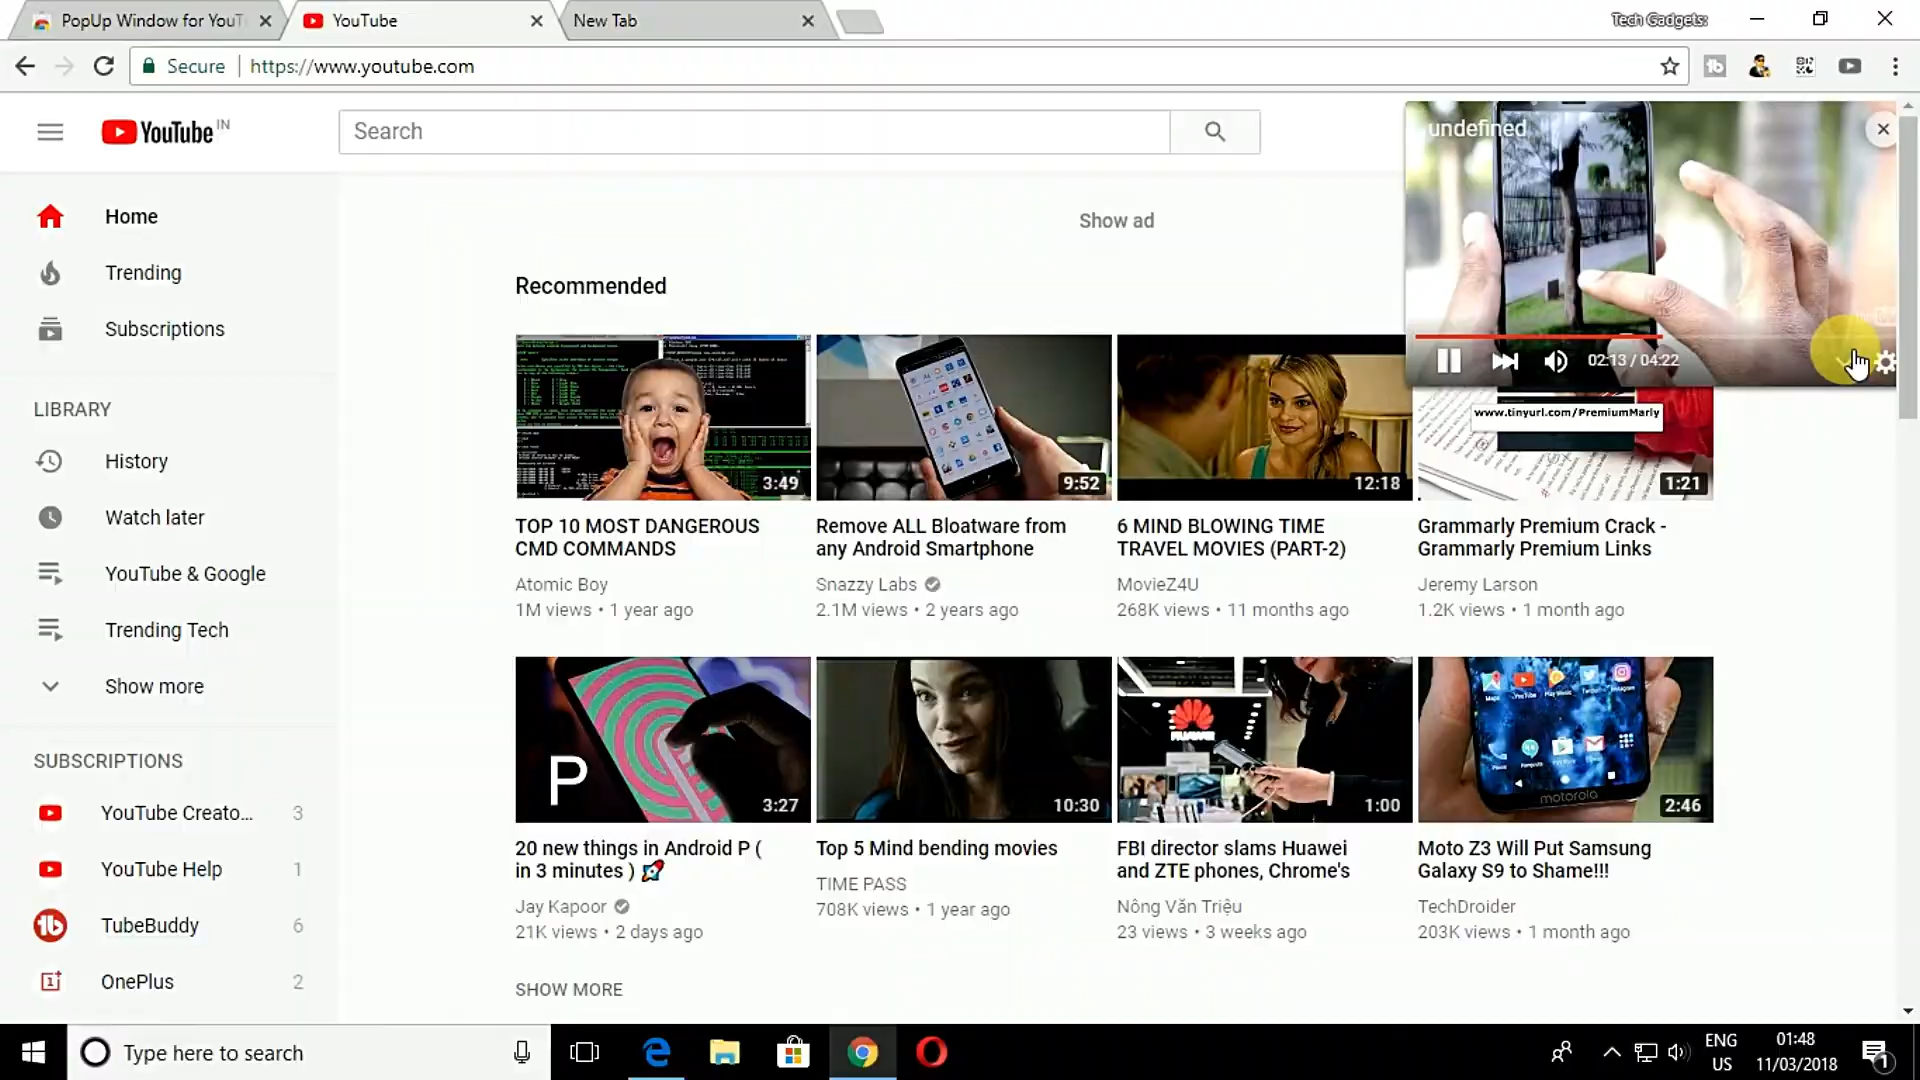 PopUp Window for YouT
YouTube
New Tab
Tech Gadgets:
Secure
https://www.youtube.com
YouTube IN
Search
undefined
02:13 / 04:22
Home
Trending
Subscriptions
Show ad
Recommended
LIBRARY
History
Watch later
YouTube & Google
Trending Tech
Show more
SUBSCRIPTIONS
YouTube Creato... 3
YouTube Help 1
TubeBuddy 6
OnePlus 2
3:49
9:52
12:18
www.tinyurl.com/PremiumMarly
1:21
TOP 10 MOST DANGEROUS
CMD COMMANDS
Atomic Boy
1M views • 1 year ago
Remove ALL Bloatware from
any Android Smartphone
Snazzy Labs
2.1M views • 2 years ago
6 MIND BLOWING TIME
TRAVEL MOVIES (PART-2)
MovieZ4U
268K views • 11 months ago
Grammarly Premium Crack -
Grammarly Premium Links
Jeremy Larson
1.2K views • 1 month ago
P
3:27
10:30
HUAWEI
1:00
motorola
2:46
20 new things in Android P (
in 3 minutes ) 🚀
Jay Kapoor
21K views • 2 days ago
Top 5 Mind bending movies
TIME PASS
708K views • 1 year ago
FBI director slams Huawei
and ZTE phones, Chrome's
Nông Văn Triệu
23 views • 3 weeks ago
Moto Z3 Will Put Samsung
Galaxy S9 to Shame!!!
TechDroider
203K views • 1 month ago
SHOW MORE
Type here to search
ENG
US
01:48
11/03/2018
1